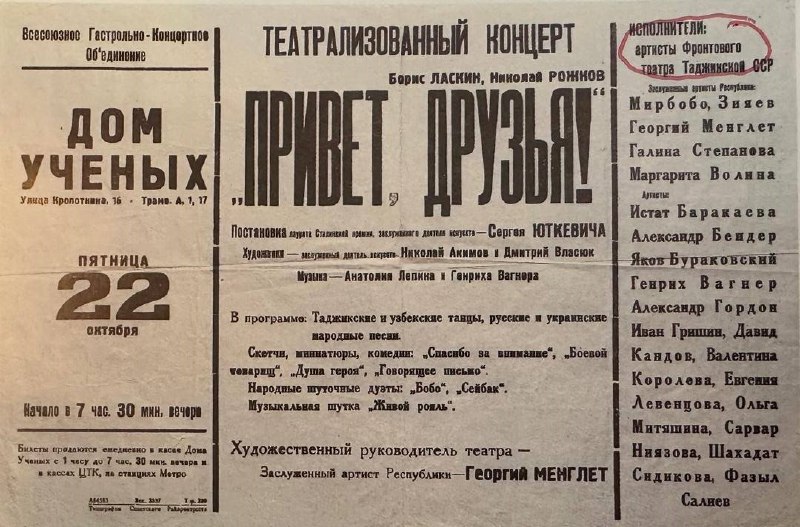 Всесоюзное Гастрольно-Концертное
Об'единение
ДОМ
УЧЕНЫХ
Улица Кропоткина, 16 · Трамв. А, 1, 17
ПЯТНИЦА
22
октября
Начало в 7 час. 30 мин. вечера
Билеты продаются ежедневно в кассе Дома
Ученых с 1 часу до 7 час. 30 мин. вечера и
в кассах ЦТК, на станциях Метро
Типография Советского
ТЕАТРАЛИЗОВАННЫЙ КОНЦЕРТ
Борис ЛАСКИН, Николай РОЖКОВ
„ПРИВЕТ, ДРУЗЬЯ!“
Постановка лаурета Сталинской премии, заслуженного деятеля искусств — Сергея ЮТКЕВИЧА
Художники — заслуженный деятель искусств Николай Акимов и Дмитрий Власюк
Музыка — Анатолия Лепина и Генриха Вагнера
В программе: Таджикские и узбекские танцы, русские и украинские
народные песни.
Скетчи, миниатюры, комедии: „Спасибо за внимание“, „Боевой
товарищ“, „Душа героя“, „Говорящее письмо“.
Народные шуточные дуэты: „Бобо“, „Сейбак“.
Музыкальная шутка „Живой рояль“.
Художественный руководитель театра —
Заслуженный артист Республики — Георгий МЕНГЛЕТ
ИСПОЛНИТЕЛИ:
артисты Фронтового
театра Таджикской ССР
Заслуженные артисты Республики:
Мирбобо, Зияев
Георгий Менглет
Галина Степанова
Маргарита Волина
Артисты:
Истат Баракаева
Александр Бендер
Яков Бураковский
Генрих Вагнер
Александр Гордон
Иван Гришин, Давид
Кандов, Валентина
Королева, Евгения
Левенцова, Ольга
Митяшина, Сарвар
Ниязова, Шахадат
Сидикова, Фазыл
Салиев